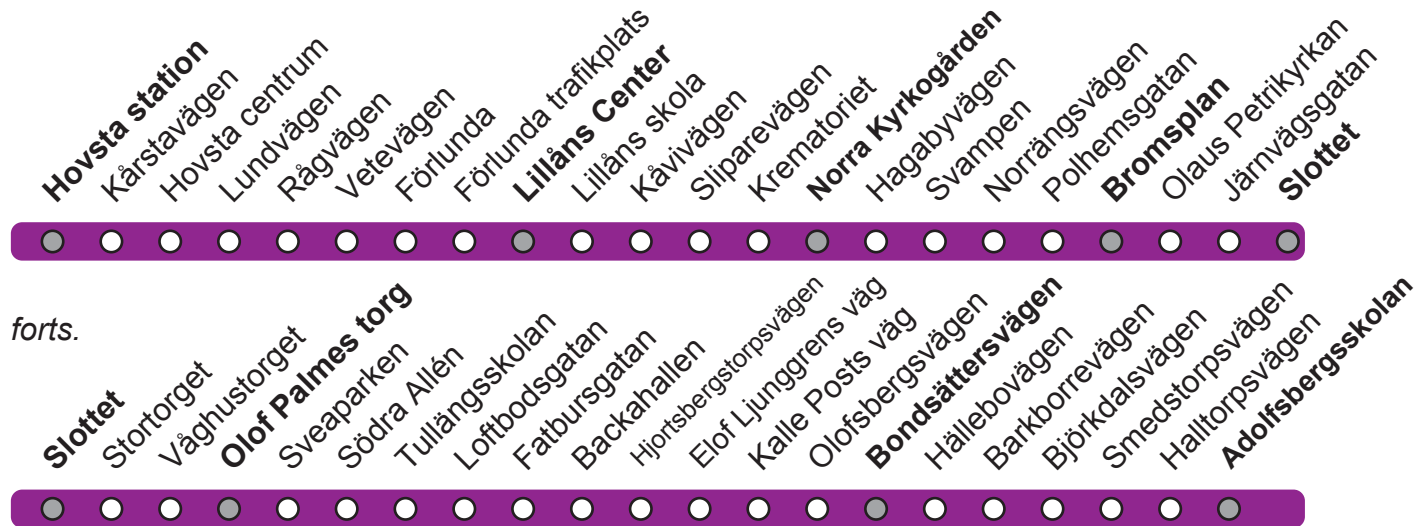 Hovsta station
Kårstavägen
Hovsta centrum
Lundvägen
Rågvägen
Vetevägen
Förlunda
Förlunda trafikplats
Lillåns Center
Lillåns skola
Kåvivägen
Sliparevägen
Krematoriet
Norra Kyrkogården
Hagabyvägen
Svampen
Norrängsvägen
Polhemsgatan
Bromsplan
Olaus Petrikyrkan
Järnvägsgatan
Slottet
forts.
Slottet
Stortorget
Våghustorget
Olof Palmes torg
Sveaparken
Södra Allén
Tullängsskolan
Loftbodsgatan
Fatbursgatan
Backahallen
Hjortsbergstorpsvägen
Elof Ljunggrens väg
Kalle Posts väg
Olofsbergsvägen
Bondsättersvägen
Hällebovägen
Barkborrevägen
Björkdalsvägen
Smedstorpsvägen
Halltorpsvägen
Adolfsbergsskolan